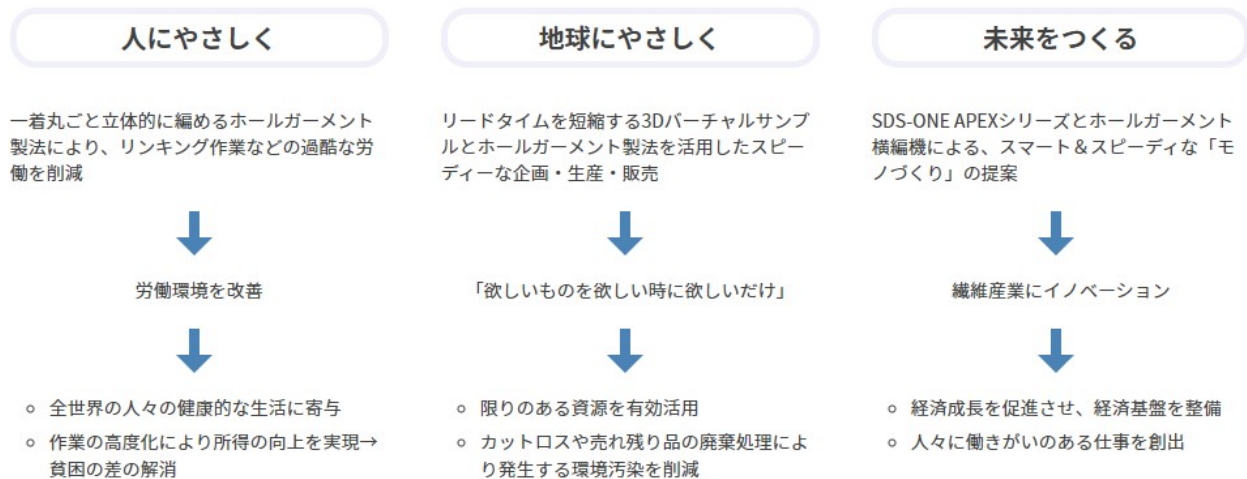 人にやさしく
一着丸ごと立体的に編めるホールガーメント
製法により、リンキング作業などの過酷な労
働を削減
労働環境を改善
全世界の人々の健康的な生活に寄与
作業の高度化により所得の向上を実現→
貧困の差の解消
地球にやさしく
リードタイムを短縮する3Dバーチャルサンプ
ルとホールガーメント製法を活用したスピー
ディーな企画・生産・販売
「欲しいものを欲しい時に欲しいだけ」
限りのある資源を有効活用
カットロスや売れ残り品の廃棄処理によ
り発生する環境汚染を削減
未来をつくる
SDS-ONE APEXシリーズとホールガーメント
横編機による、スマート＆スピーディな「モ
ノづくり」の提案
繊維産業にイノベーション
経済成長を促進させ、経済基盤を整備
人々に働きがいのある仕事を創出